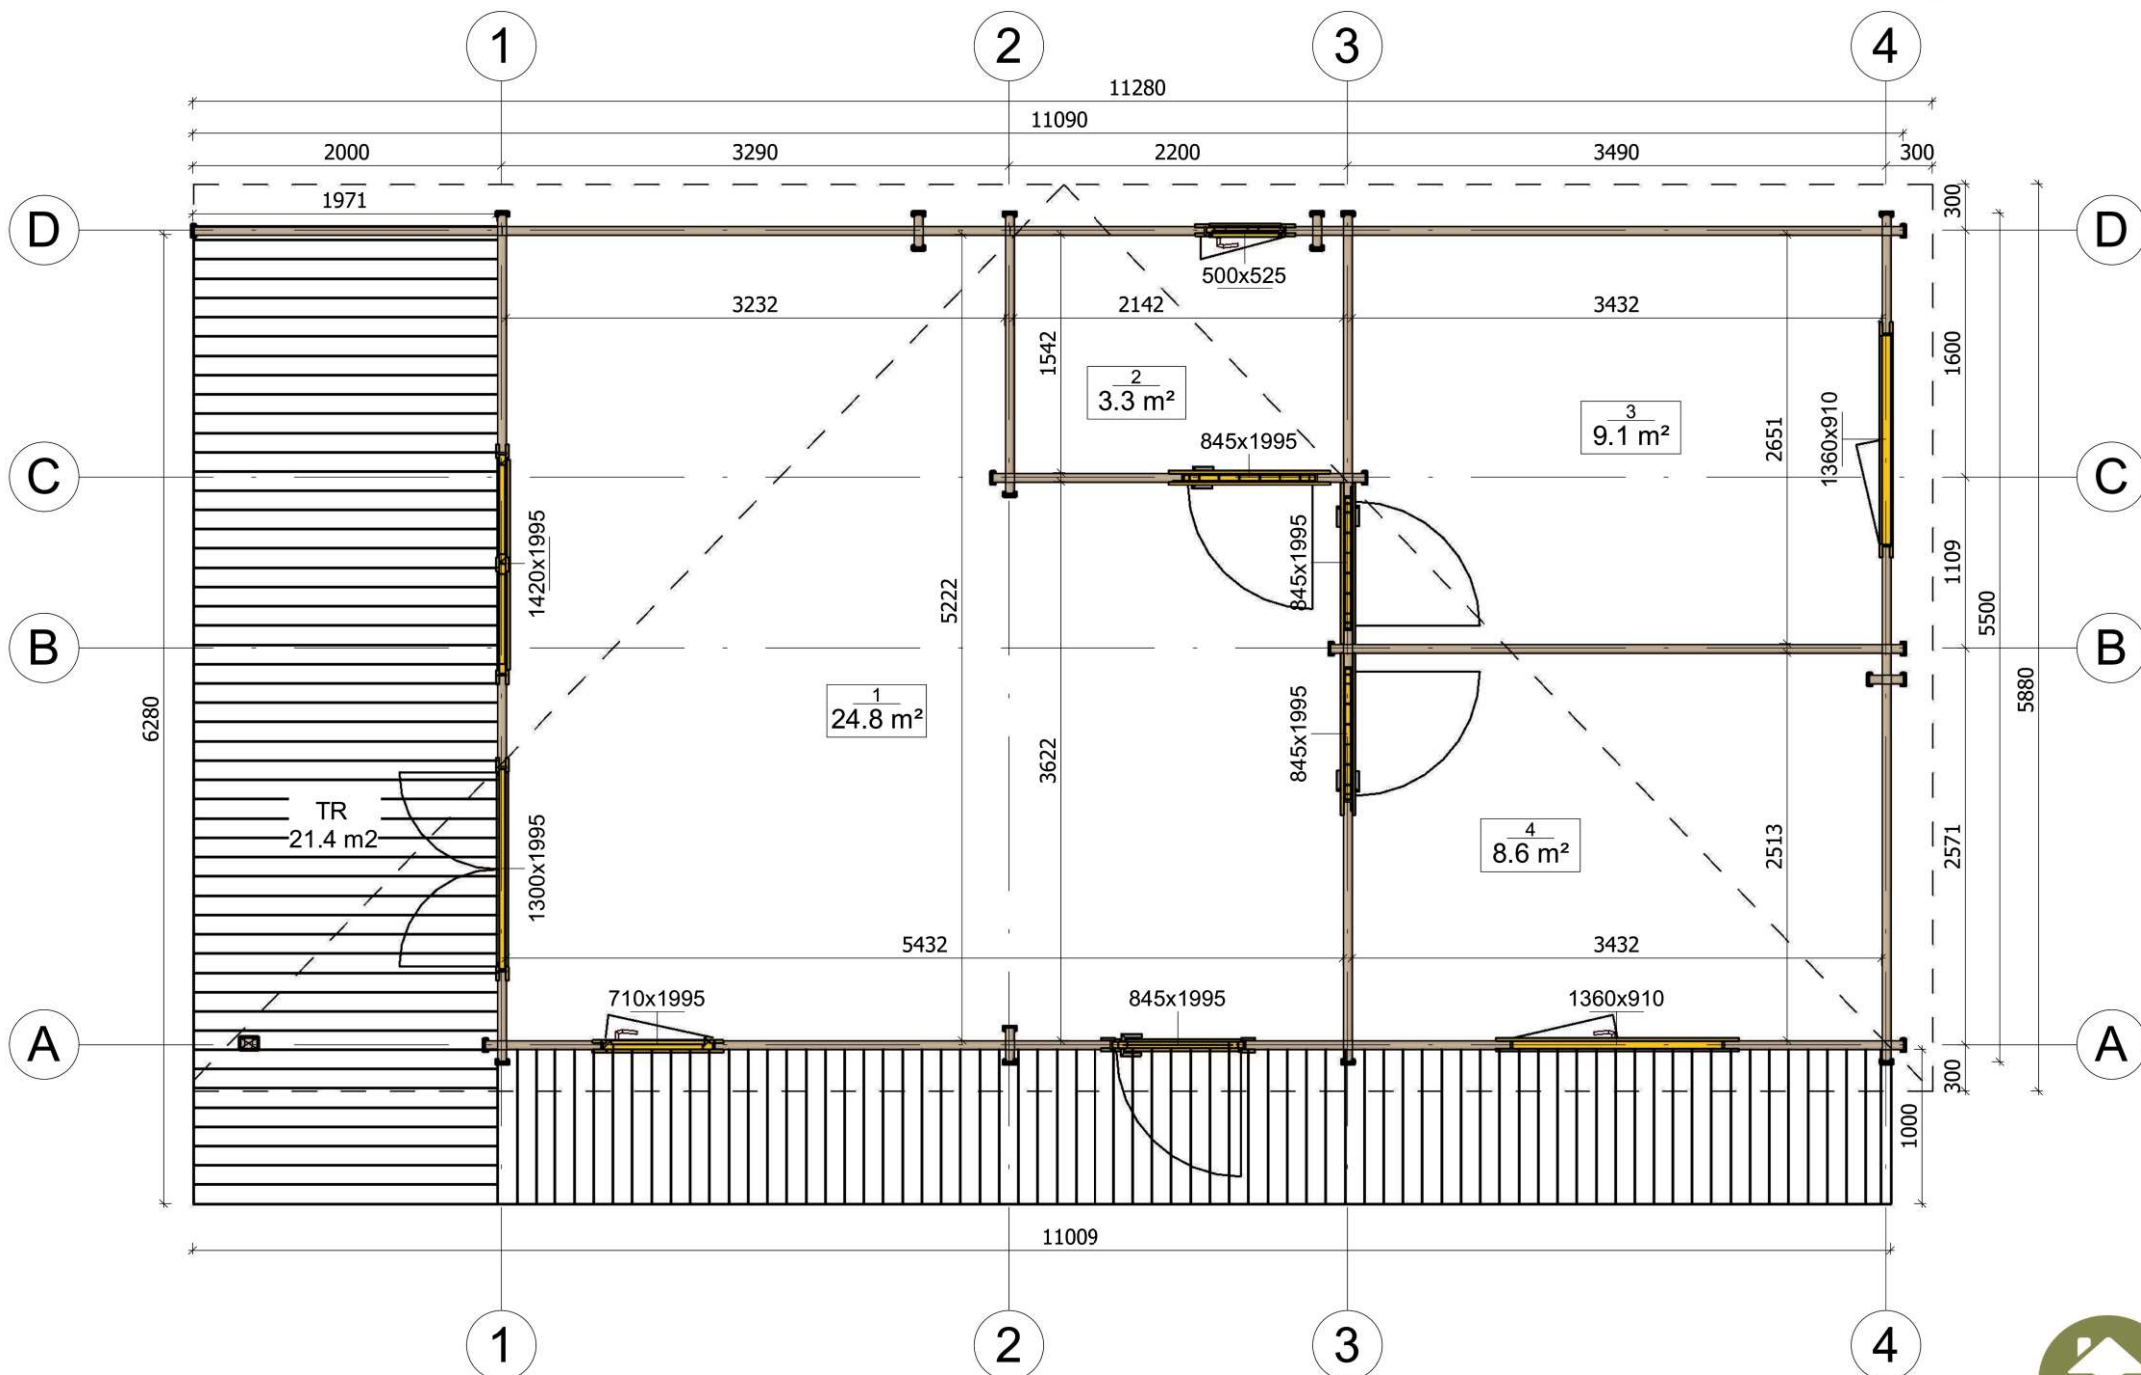 1 2 3 4
11280
11090
2000 3290 2200 3490 300
1971
D D
300
500x525
3232 2142 3432
1542
1600
2
3.3 m²
3
9.1 m²
1360x910
2651
845x1995
C C
1420x1995
845x1995
1109
5222
5500
B B
5880
6280
1
24.8 m²
845x1995
3622
TR
21.4 m2
1300x1995
4
8.6 m²
2513
2571
5432 3432
710x1995 845x1995 1360x910
A A
300
1000
11009
1 2 3 4